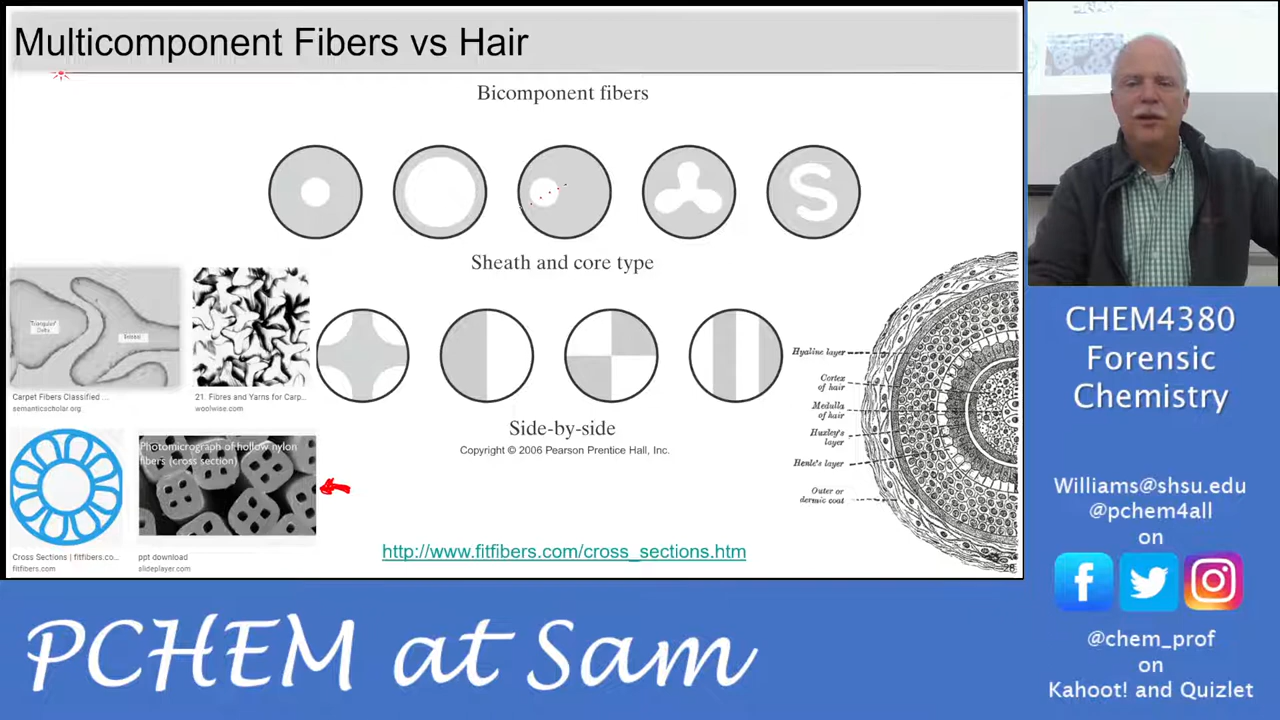 Multicomponent Fibers vs Hair
Bicomponent fibers
S
Sheath and core type
"Triangular"
Carpet Fibers Classified ...
semanticscholar.org
21. Fibres and Yarns for Carp...
woolwise.com
Side-by-side
Copyright © 2006 Pearson Prentice Hall, Inc.
Hyaline layer
Cortex
of hair
Medulla
of hair
Huxley's
layer
Henle's layer
Outer or
dermic coat
Photomicrograph of hollow nylon
fibers (cross section)
Cross Sections | fitfibers.co...
fitfibers.com
ppt download
slideplayer.com
http://www.fitfibers.com/cross_sections.htm
28
CHEM4380
Forensic
Chemistry
Williams@shsu.edu
@pchem4all
on
@chem_prof
on
Kahoot! and Quizlet
PCHEM at Sam